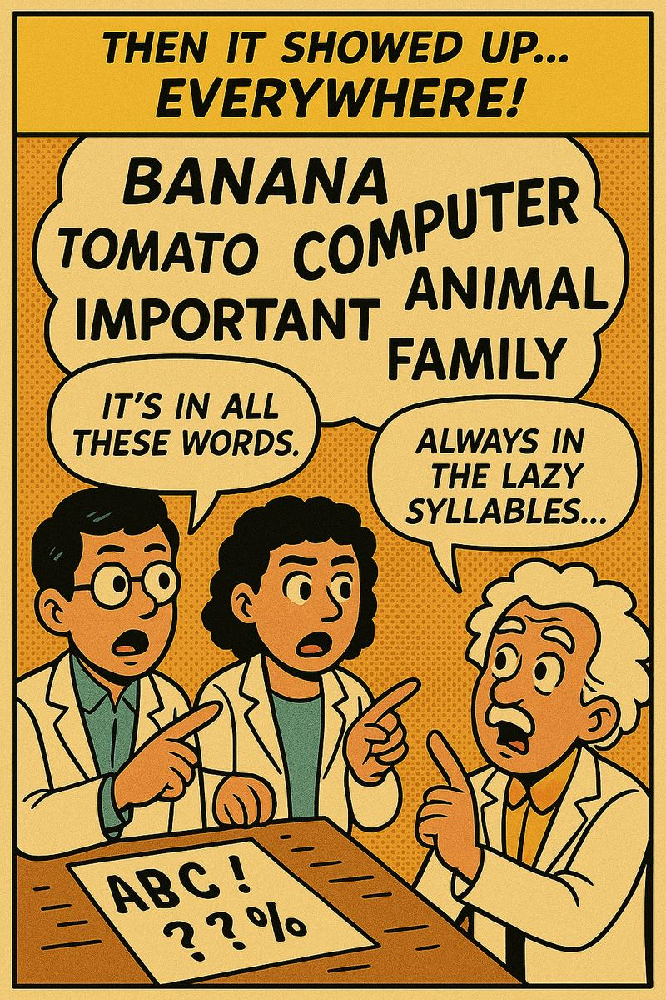 THEN IT SHOWED UP...
EVERYWHERE!
BANANA
TOMATO COMPUTER
IMPORTANT ANIMAL
FAMILY
IT'S IN ALL
THESE WORDS.
ALWAYS IN
THE LAZY
SYLLABLES...
ABC!
??%